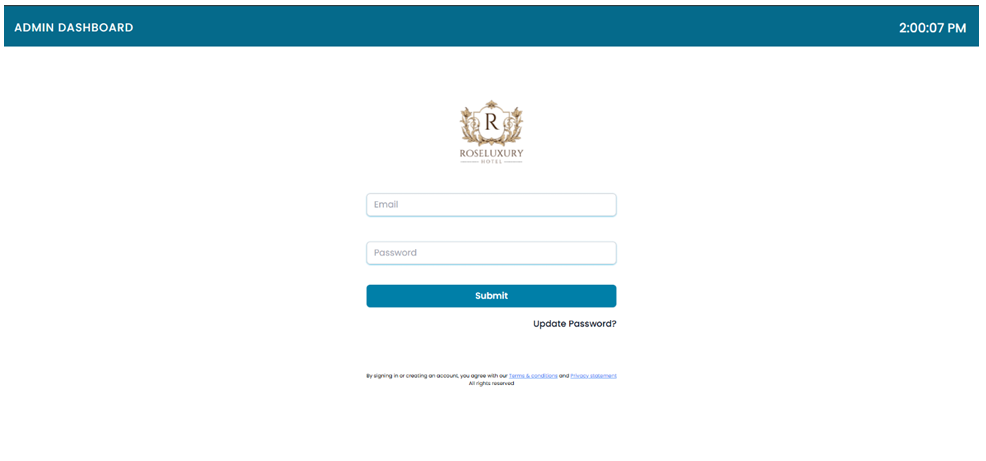 ADMIN DASHBOARD
2:00:07 PM
R
ROSELUXURY
HOTEL
Email
Password
Submit
Update Password?
By signing in or creating an account, you agree with our Terms & conditions and Privacy statement
All rights reserved